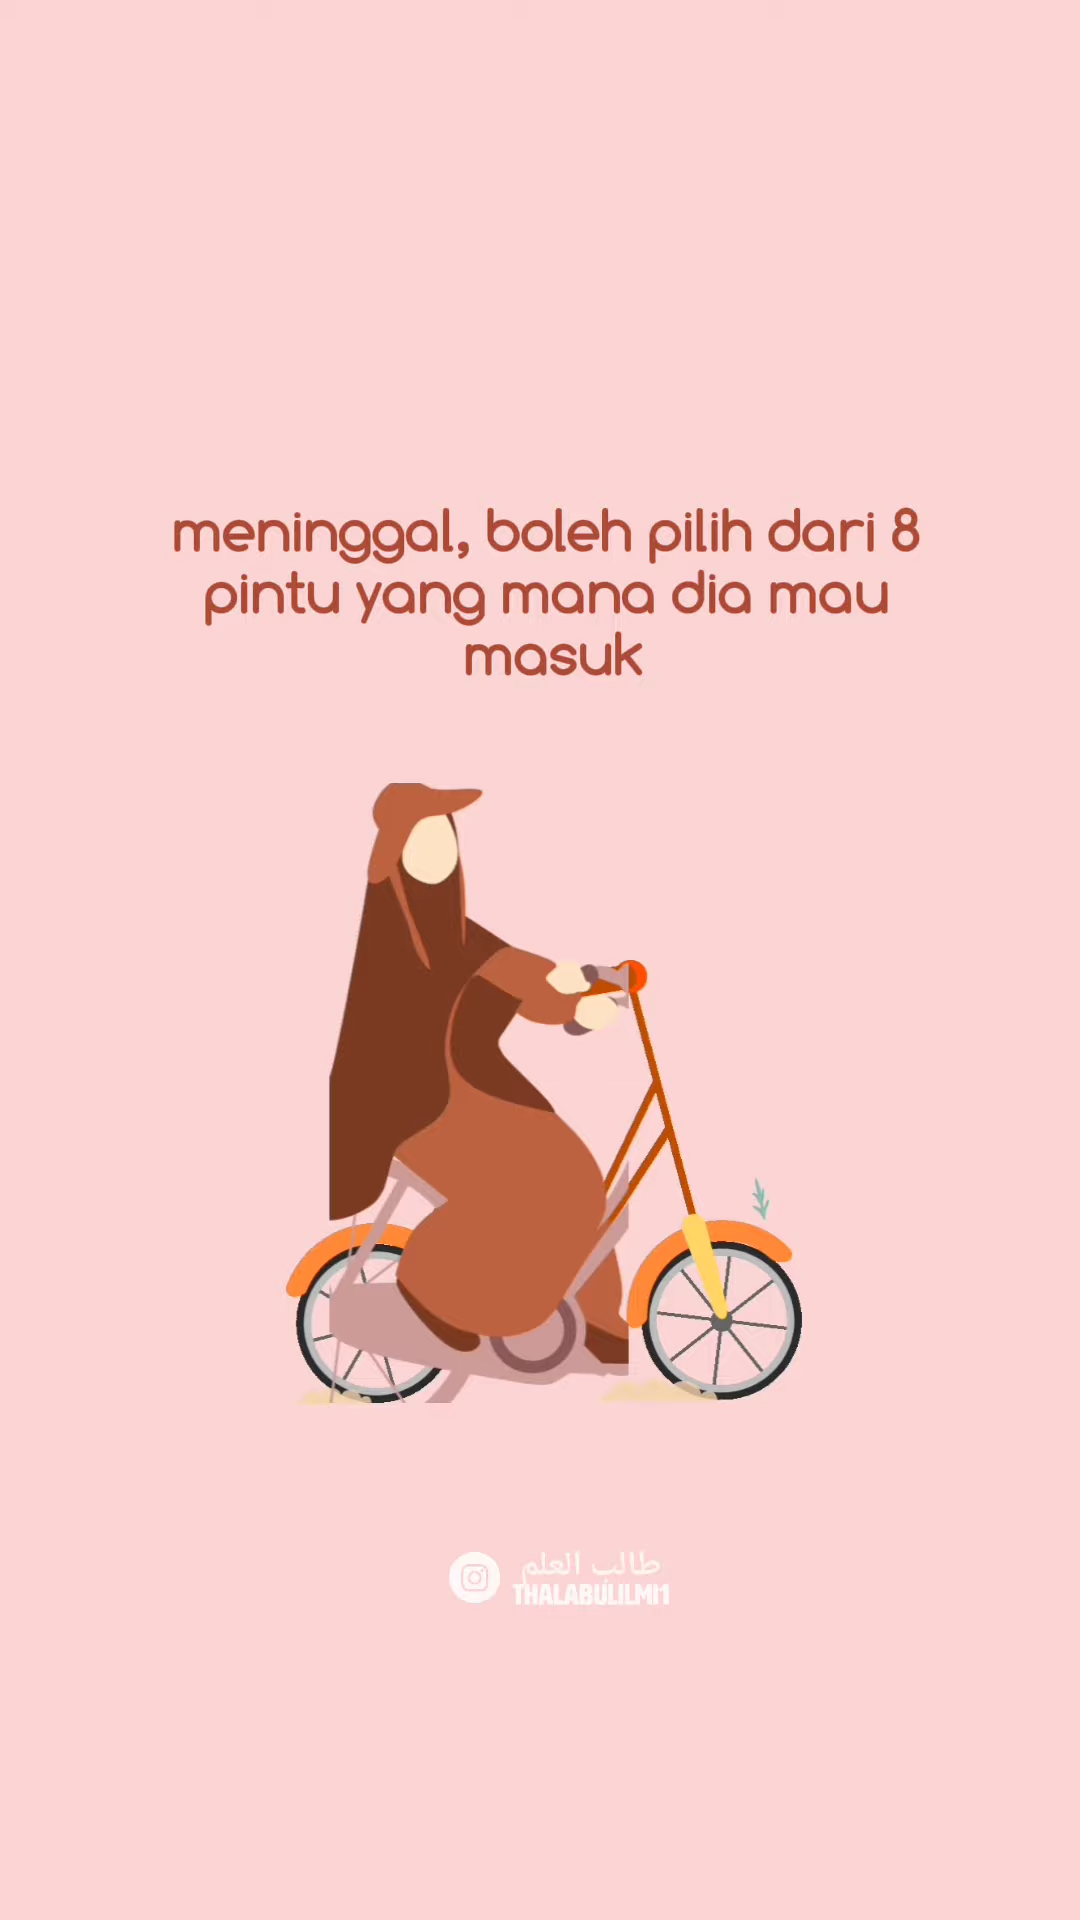 meninggal, boleh pilih dari 8
pintu yang mana dia mau
masuk
طالب العلم
THALABULILMI1